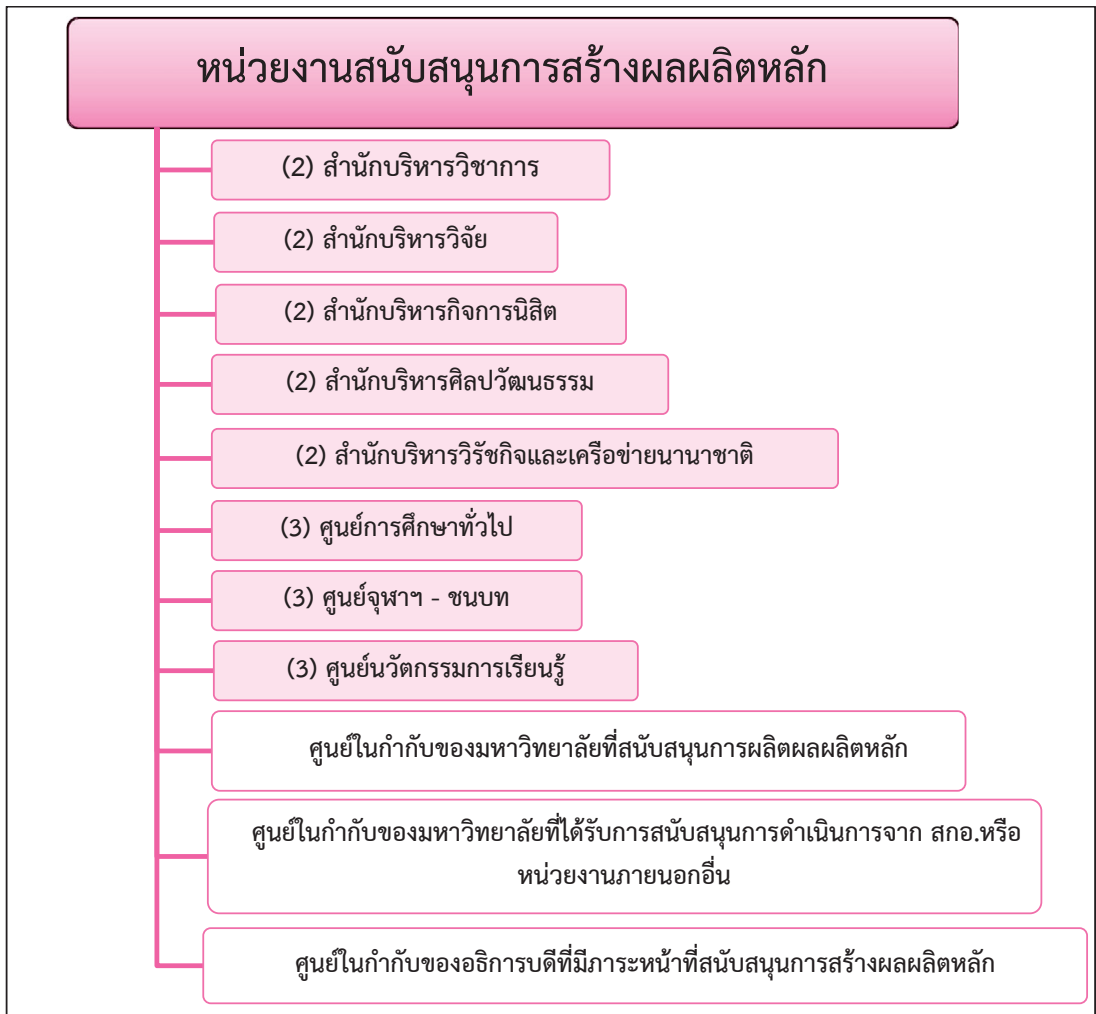 หน่วยงานสนับสนุนการสร้างผลผลิตหลัก
(2) สำนักบริหารวิชาการ
(2) สำนักบริหารวิจัย
(2) สำนักบริหารกิจการนิสิต
(2) สำนักบริหารศิลปวัฒนธรรม
(2) สำนักบริหารวิรัชกิจและเครือข่ายนานาชาติ
(3) ศูนย์การศึกษาทั่วไป
(3) ศูนย์จุฬาฯ - ชนบท
(3) ศูนย์นวัตกรรมการเรียนรู้
ศูนย์ในกำกับของมหาวิทยาลัยที่สนับสนุนการผลิตผลผลิตหลัก
ศูนย์ในกำกับของมหาวิทยาลัยที่ได้รับการสนับสนุนการดำเนินการจาก สกอ.หรือ
หน่วยงานภายนอกอื่น
ศูนย์ในกำกับของอธิการบดีที่มีภาระหน้าที่สนับสนุนการสร้างผลผลิตหลัก